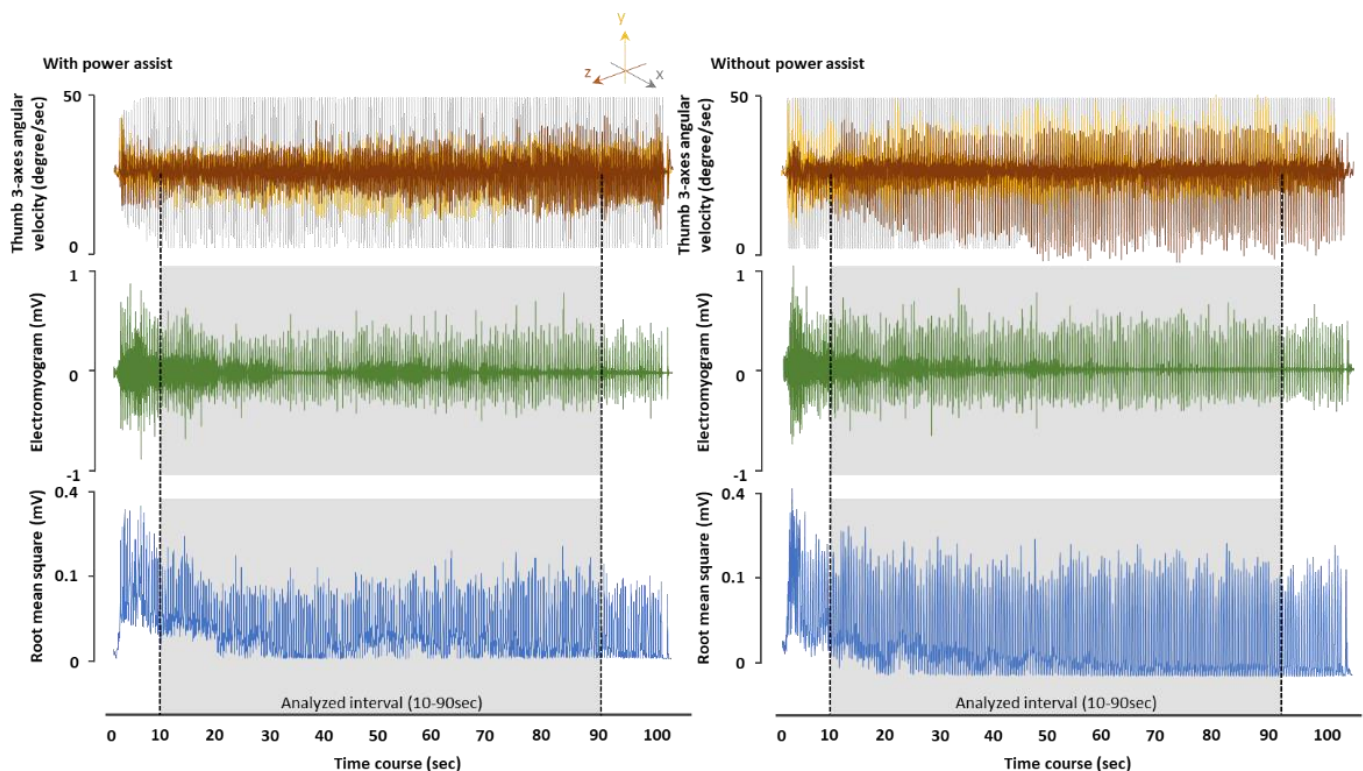 With power assist
y
z
x
Thumb 3-axes angular
velocity (degree/sec)
50
0
Electromyogram (mV)
1
0
-1
Root mean square (mV)
0.4
0.1
0
Analyzed interval (10-90sec)
0 10 20 30 40 50 60 70 80 90 100
Time course (sec)
Without power assist
Thumb 3-axes angular
velocity (degree/sec)
50
0
Electromyogram (mV)
1
0
-1
Root mean square (mV)
0.4
0.1
0
Analyzed interval (10-90sec)
0 10 20 30 40 50 60 70 80 90 100
Time course (sec)